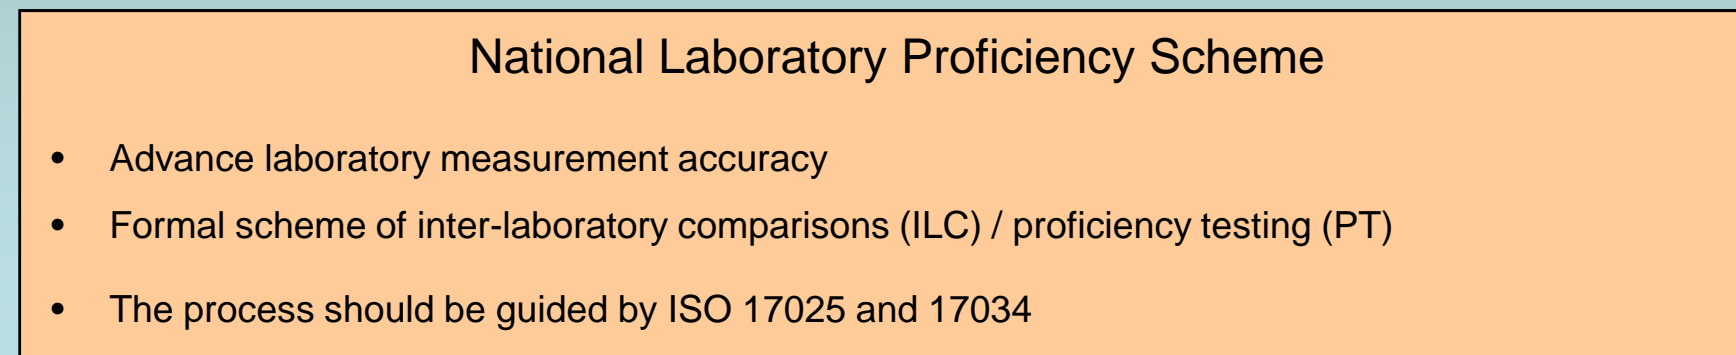 National Laboratory Proficiency Scheme
• Advance laboratory measurement accuracy
• Formal scheme of inter-laboratory comparisons (ILC) / proficiency testing (PT)
• The process should be guided by ISO 17025 and 17034